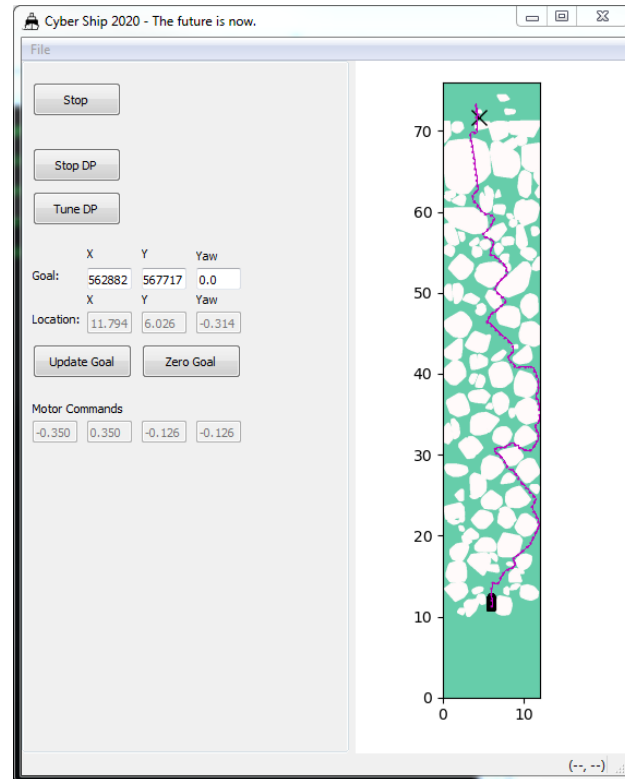 Cyber Ship 2020 - The future is now.
File
Stop
Stop DP
Tune DP
X Y Yaw
Goal: 562882 567717 0.0
X Y Yaw
Location: 11.794 6.026 -0.314
Update Goal Zero Goal
Motor Commands
-0.350 0.350 -0.126 -0.126
70
60
50
40
30
20
10
0
0 10
(--, --)